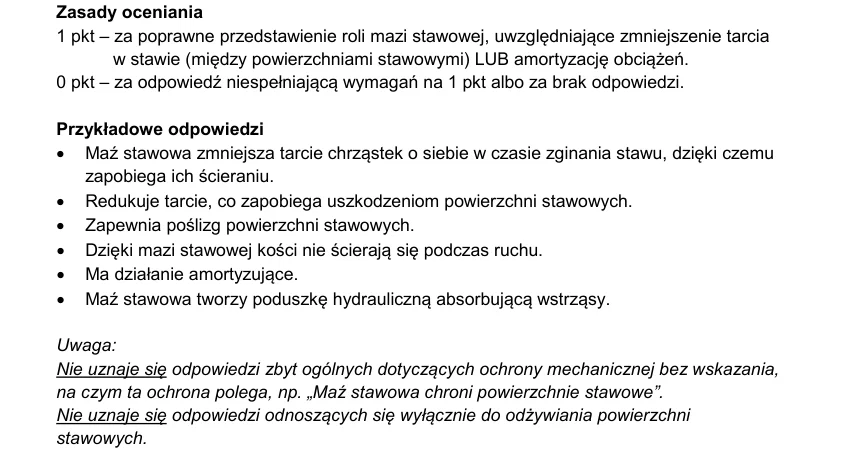 Zasady oceniania
1 pkt – za poprawne przedstawienie roli mazi stawowej, uwzględniające zmniejszenie tarcia
w stawie (między powierzchniami stawowymi) LUB amortyzację obciążeń.
0 pkt – za odpowiedź niespełniającą wymagań na 1 pkt albo za brak odpowiedzi.
Przykładowe odpowiedzi
• Maź stawowa zmniejsza tarcie chrząstek o siebie w czasie zginania stawu, dzięki czemu
zapobiega ich ścieraniu.
• Redukuje tarcie, co zapobiega uszkodzeniom powierzchni stawowych.
• Zapewnia poślizg powierzchni stawowych.
• Dzięki mazi stawowej kości nie ścierają się podczas ruchu.
• Ma działanie amortyzujące.
• Maź stawowa tworzy poduszkę hydrauliczną absorbującą wstrząsy.
Uwaga:
Nie uznaje się odpowiedzi zbyt ogólnych dotyczących ochrony mechanicznej bez wskazania,
na czym ta ochrona polega, np. „Maź stawowa chroni powierzchnie stawowe”.
Nie uznaje się odpowiedzi odnoszących się wyłącznie do odżywiania powierzchni
stawowych.